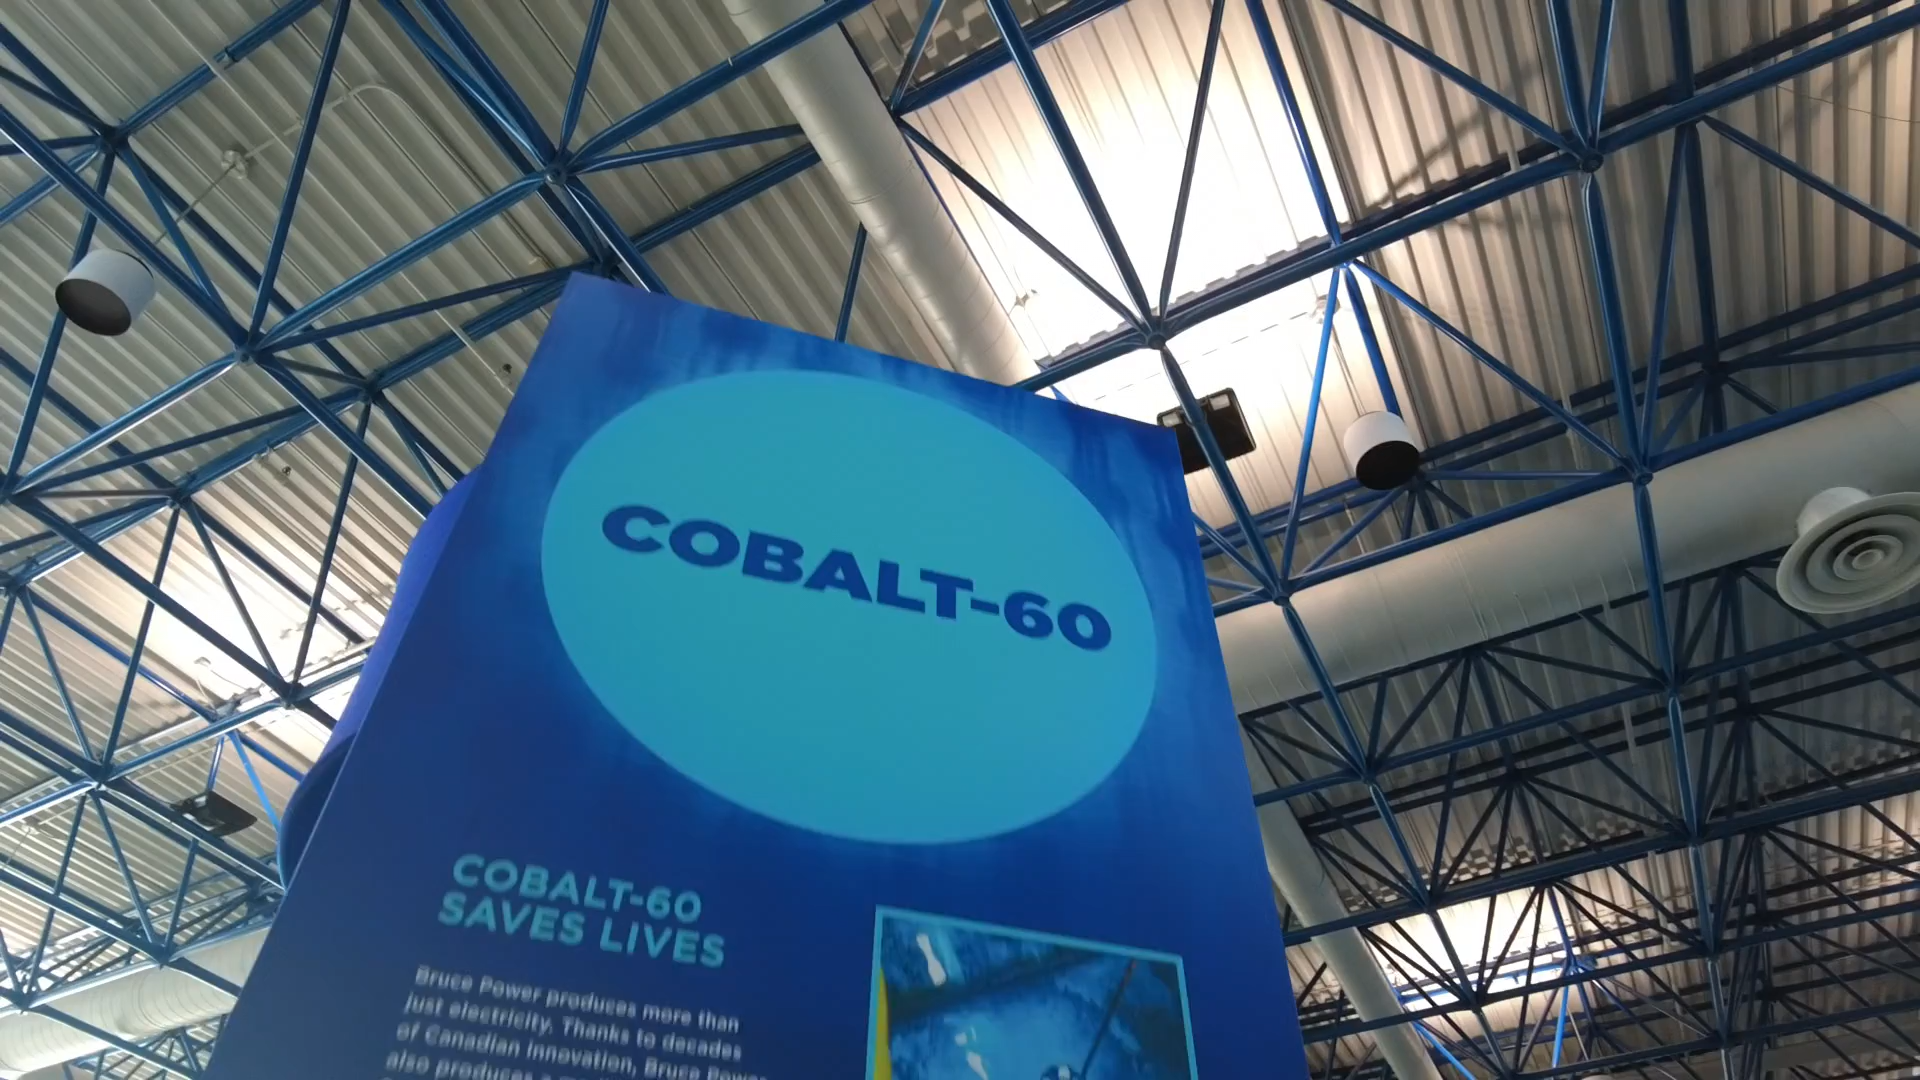 COBALT-60
COBALT-60
SAVES LIVES
Bruce Power produces more than
just electricity. Thanks to decades
of Canadian innovation, Bruce Power
also produces a